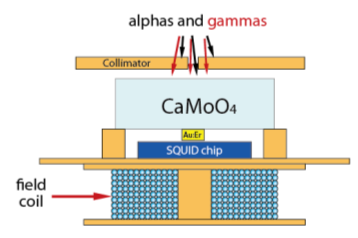 alphas and gammas
Collimator
CaMoO₄
Au:Er
SQUID chip
field
coil